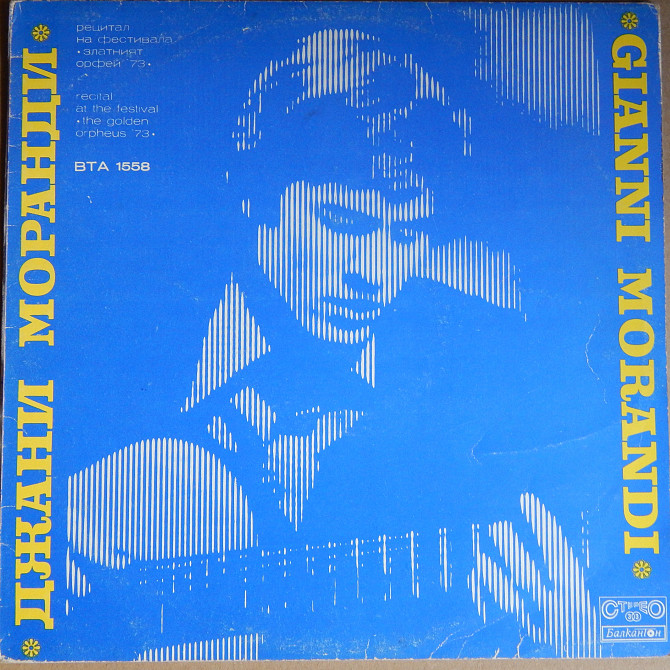 рецитал
на фестивала
•златният
орфей '73•
recital
at the festival
•the golden
orpheus '73•
ВТА 1558
* ДЖАНИ МОРАНДИ *
* GIANNI MORANDI *
СТЕРЕО
33
Балкантон